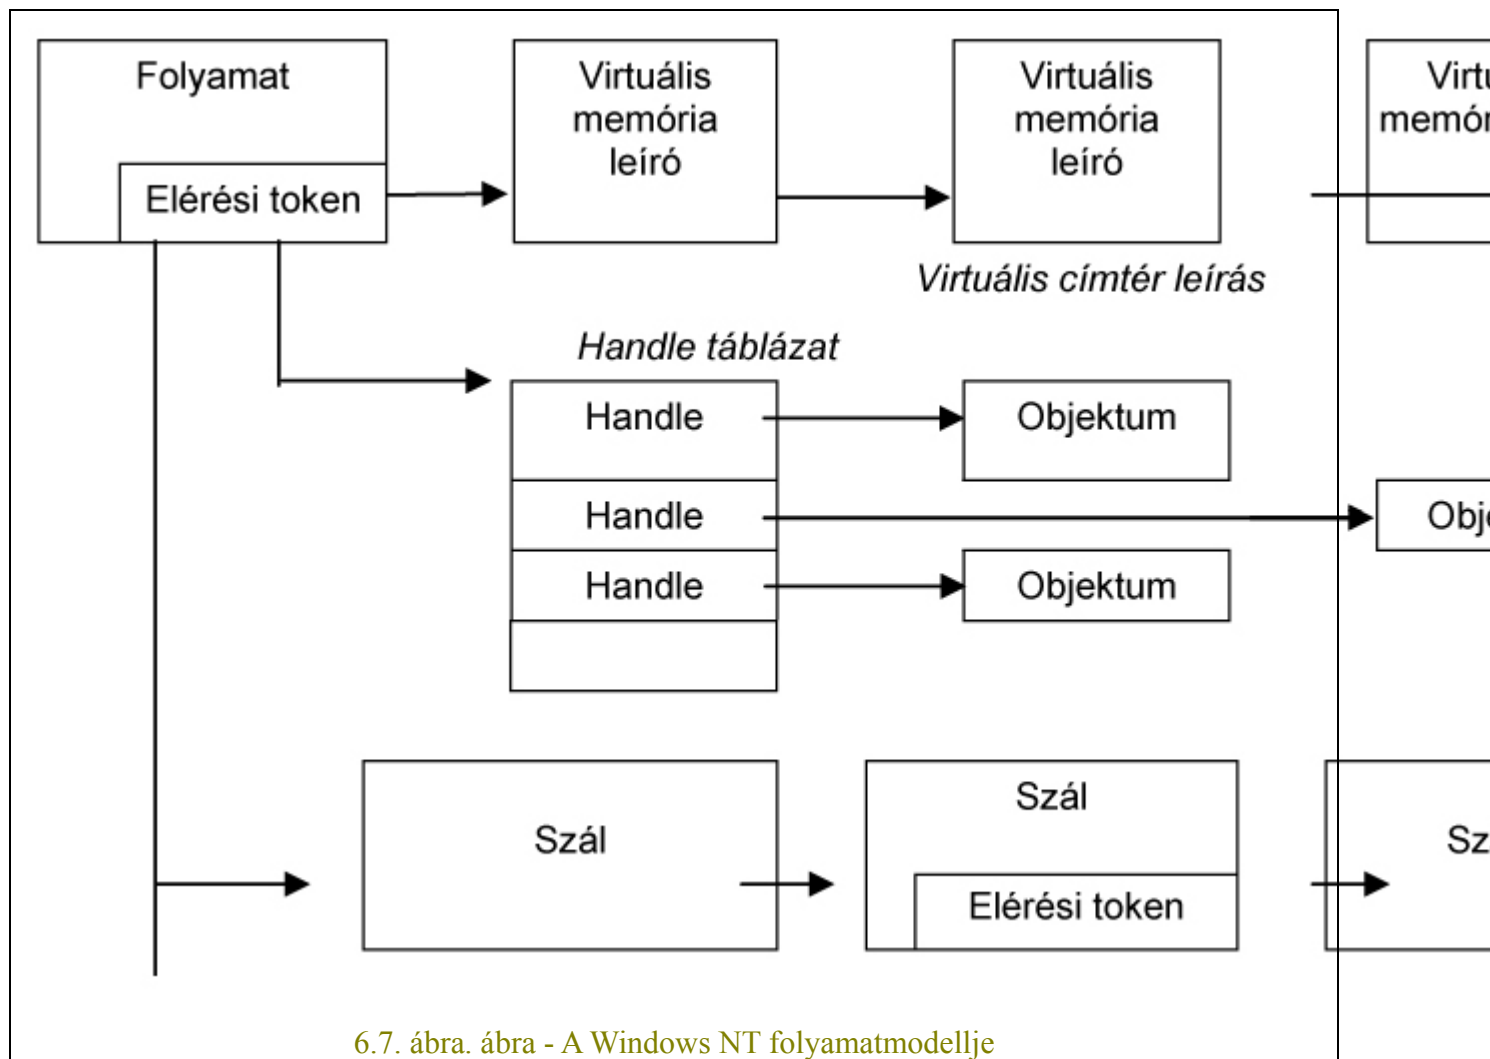 Folyamat
Elérési token
Virtuális
memória
leíró
Virtuális
memória
leíró
Virtuális címtér leírás
Handle táblázat
Handle
Objektum
Handle
Handle
Objektum
Szál
Szál
Elérési token
6.7. ábra. ábra - A Windows NT folyamatmodellje